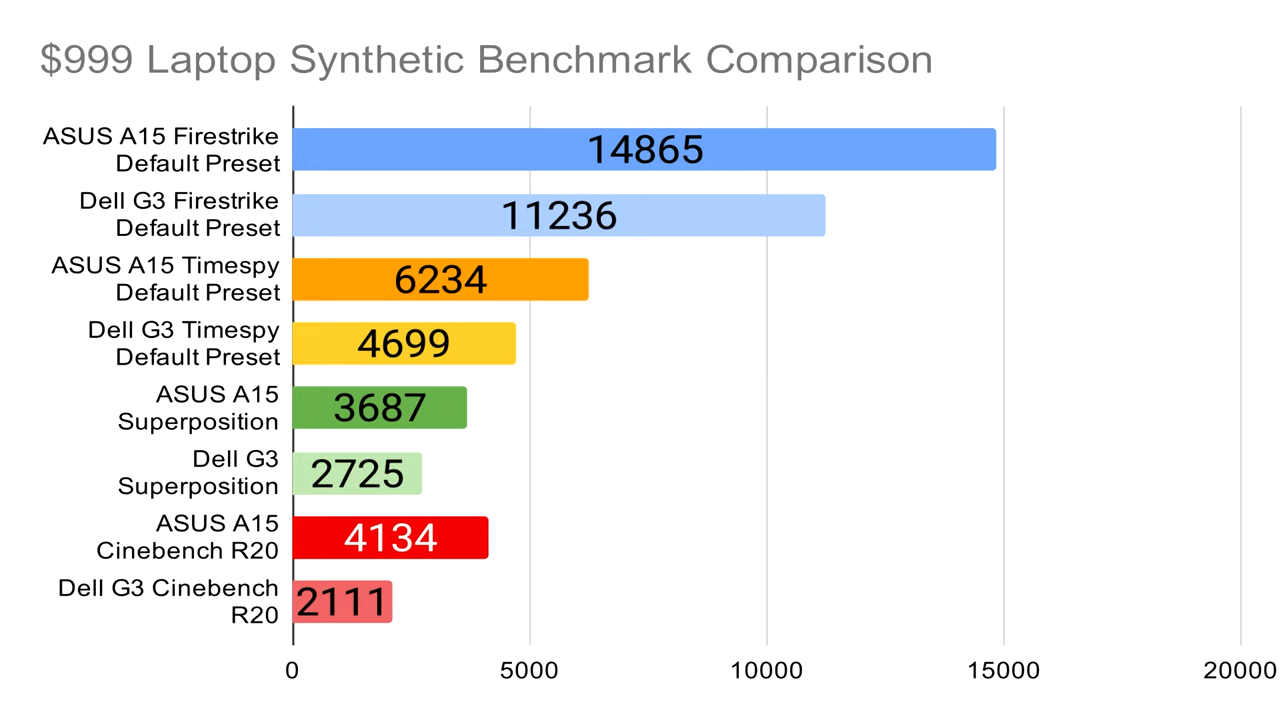 $999 Laptop Synthetic Benchmark Comparison
ASUS A15 Firestrike
Default Preset
14865
Dell G3 Firestrike
Default Preset
11236
ASUS A15 Timespy
Default Preset
6234
Dell G3 Timespy
Default Preset
4699
ASUS A15
Superposition
3687
Dell G3
Superposition
2725
ASUS A15
Cinebench R20
4134
Dell G3 Cinebench
R20
2111
0 5000 10000 15000 20000